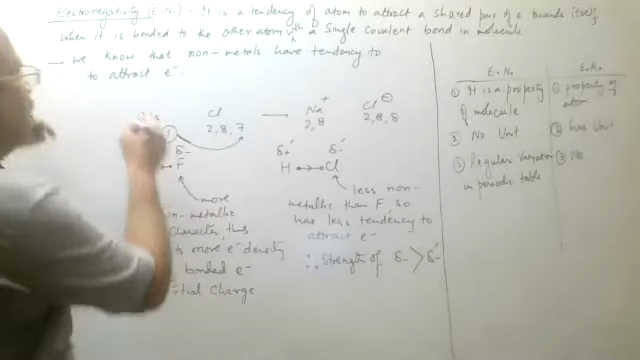 Electronegativity (E.N.) - It is a tendency of atom to attract a shared pair of e towards itself
when it is bonded to the other atom with a single covalent bond in molecule
→ We know that non-metals have tendency to
to attract e⁻.
Cl → Na⁺ Cl⊖
2,8,7 2,8 2,8,8
1
δ- δ+' δ-'
F H →→ Cl
more
non-metallic
character thus
more e⁻ density
bonded e⁻
partial charge
less non-
metallic than F so
has less tendency to
attract e⁻
∴ Strength of δ- > δ-'
E.N. E.A.
① It is a property of molecule ① property of atom
② No Unit ② has Unit
③ Regular variation in periodic table ③ No